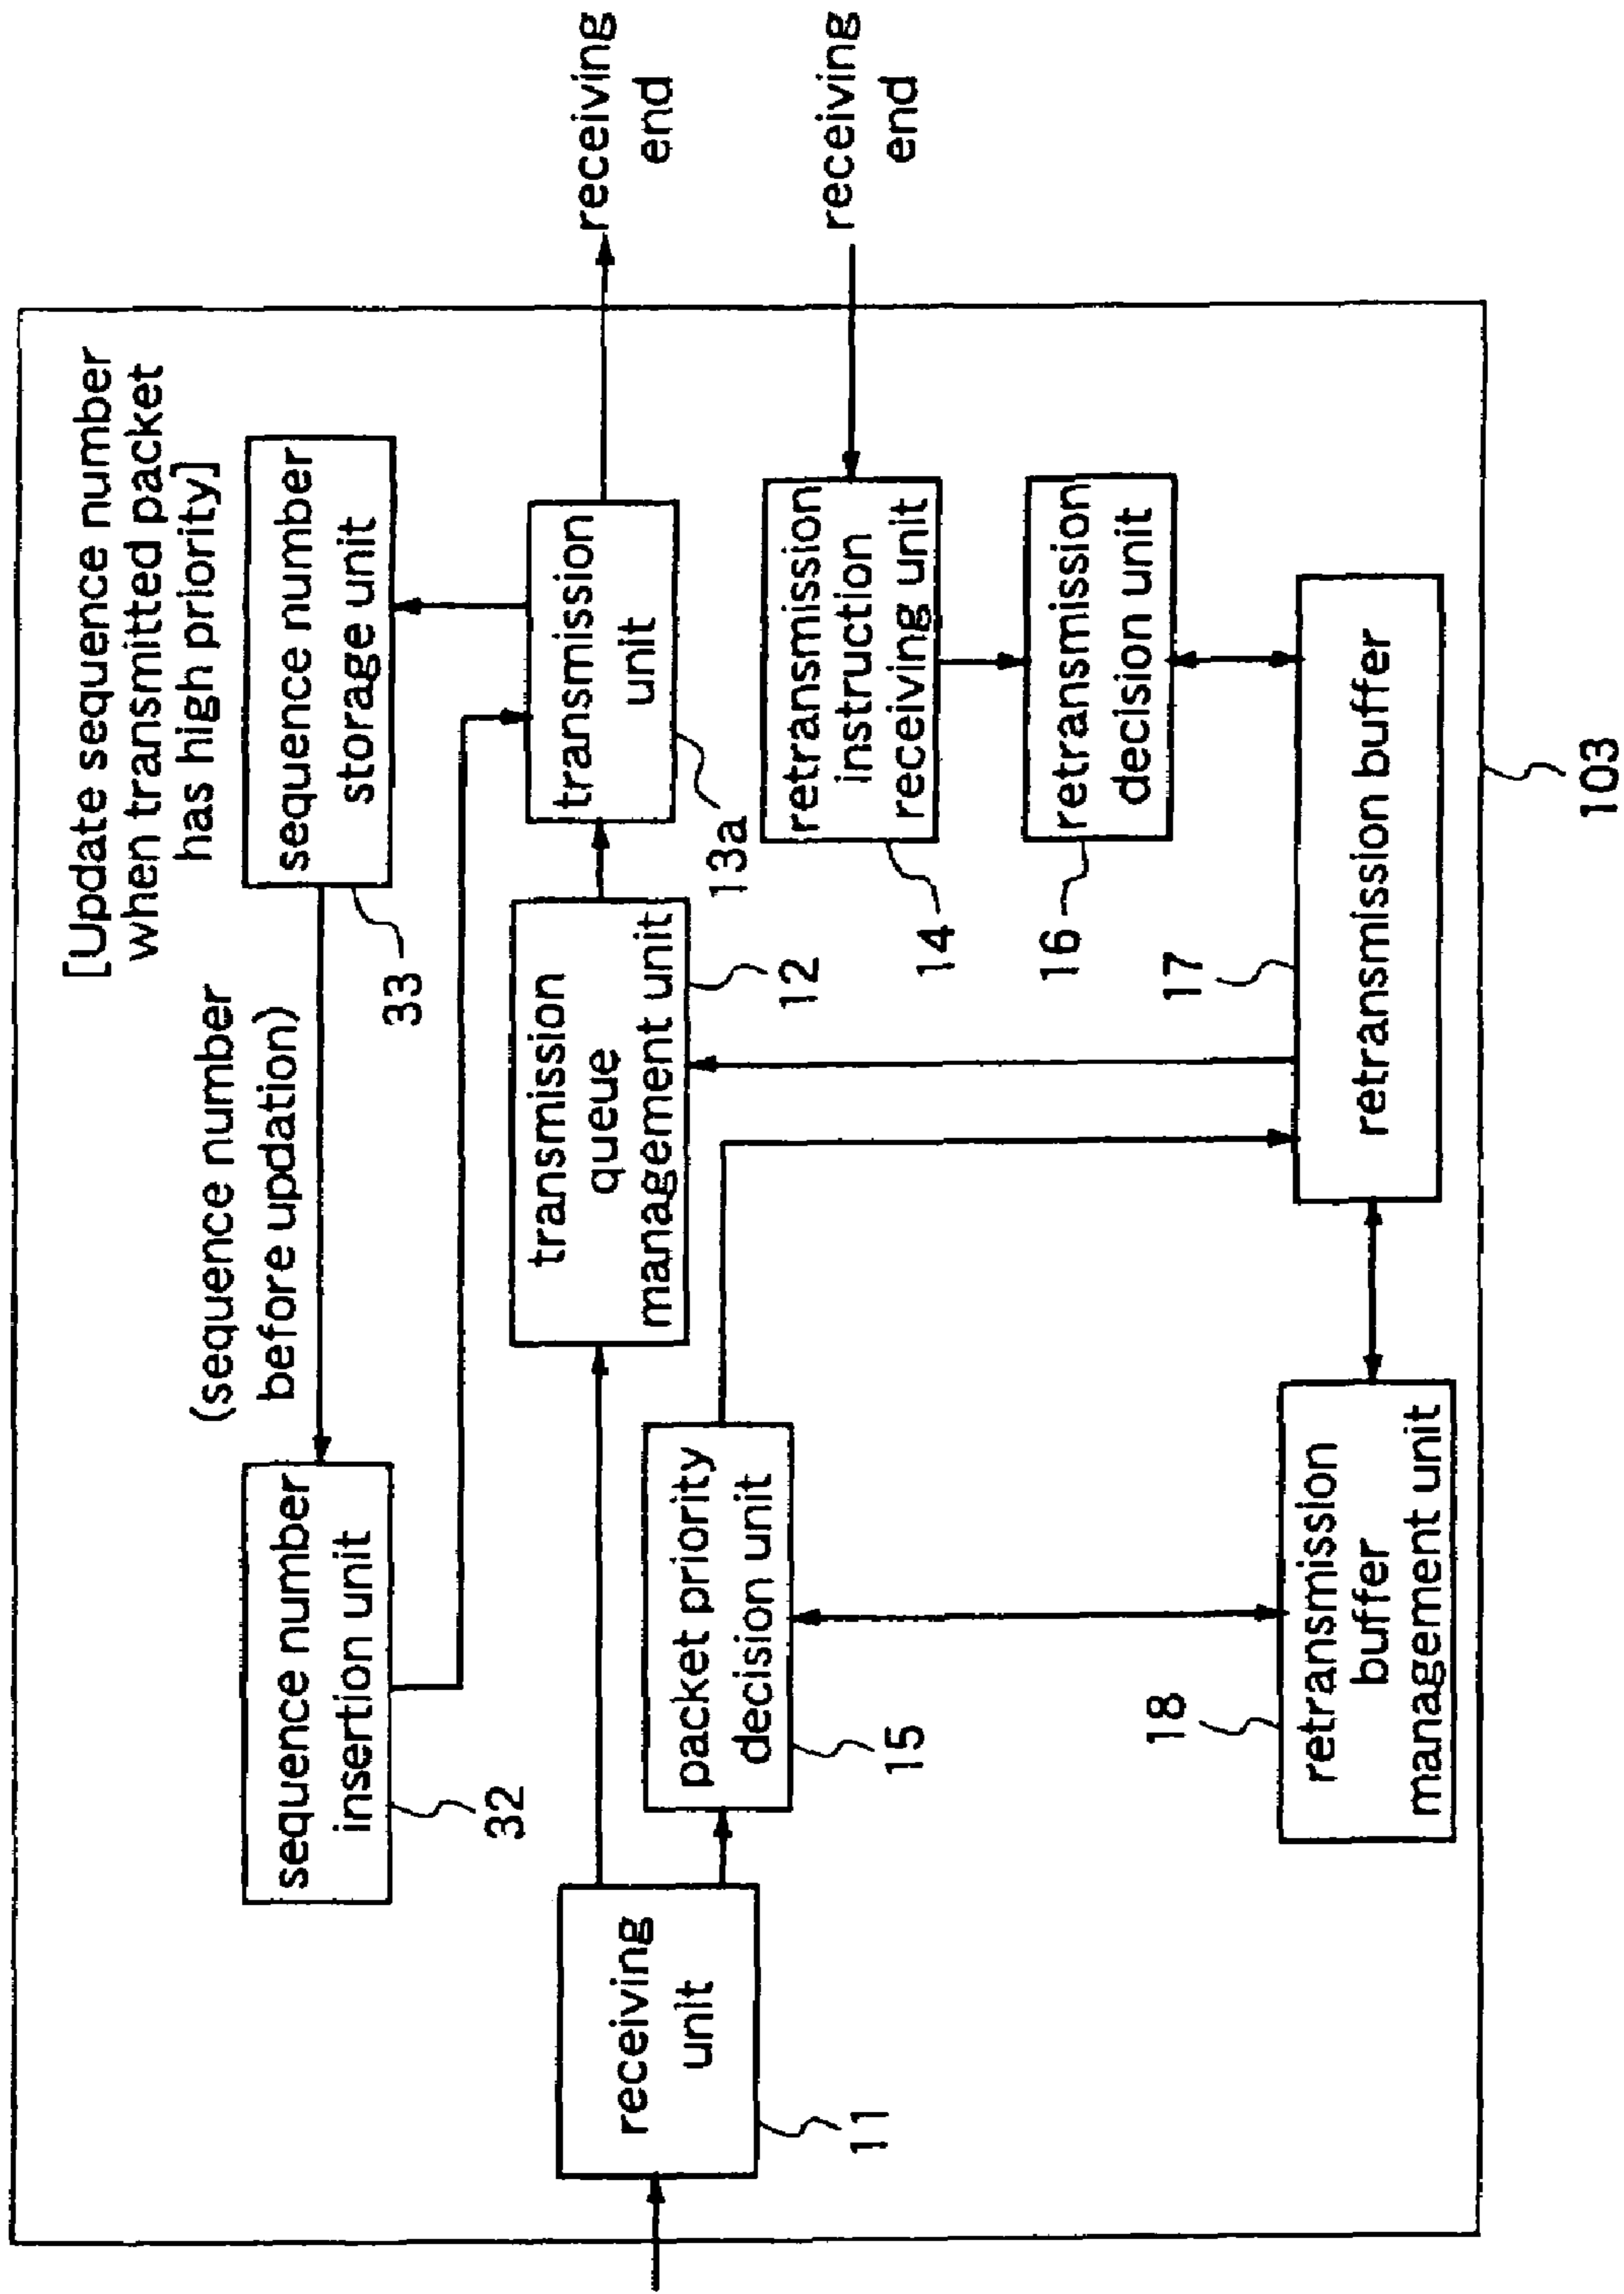 [Update sequence number
when transmitted packet
has high priority]
(sequence number
before updation)
sequence number
insertion unit
32
sequence number
storage unit
33
receiving
unit
11
transmission
queue
management unit
12
transmission
unit
13a
receiving
end
packet priority
decision unit
15
retransmission
instruction
receiving unit
14
receiving
end
retransmission
decision unit
16
retransmission
buffer
management unit
18
retransmission buffer
17
103